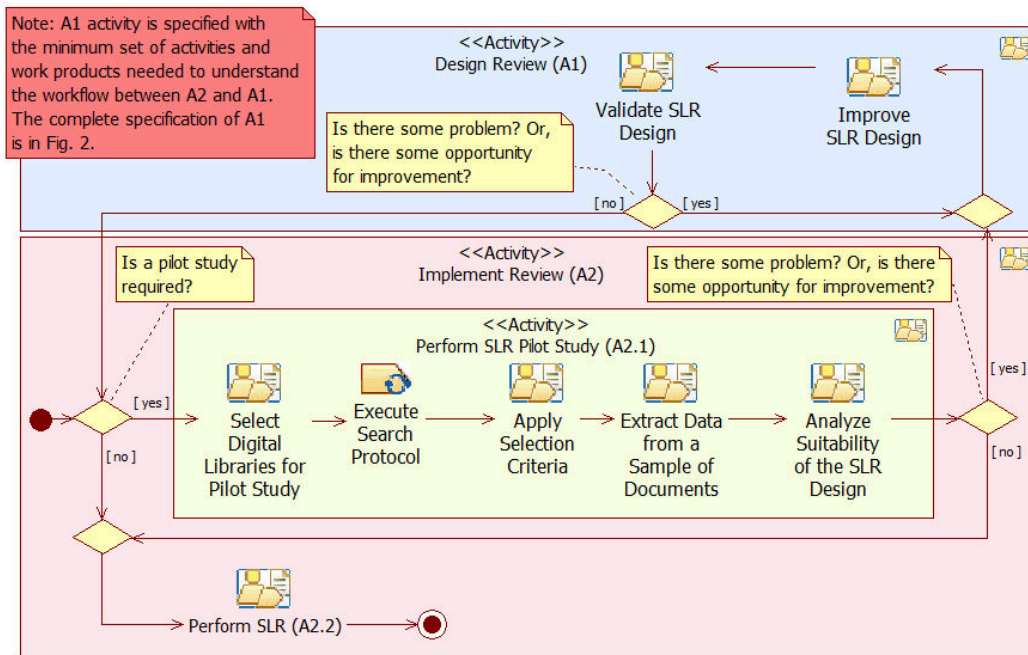 Note: A1 activity is specified with
the minimum set of activities and
work products needed to understand
the workflow between A2 and A1.
The complete specification of A1
is in Fig. 2.
<<Activity>>
Design Review (A1)
Validate SLR
Design
Improve
SLR Design
Is there some problem? Or,
is there some opportunity
for improvement?
[ no ]
[ yes ]
<<Activity>>
Implement Review (A2)
Is a pilot study
required?
Is there some problem? Or, is there
some opportunity for improvement?
<<Activity>>
Perform SLR Pilot Study (A2.1)
[ yes ]
[ yes ]
Select
Digital
Libraries for
Pilot Study
Execute
Search
Protocol
Apply
Selection
Criteria
Extract Data
from a
Sample of
Documents
Analyze
Suitability
of the SLR
Design
[ no ]
[ no ]
Perform SLR (A2.2)